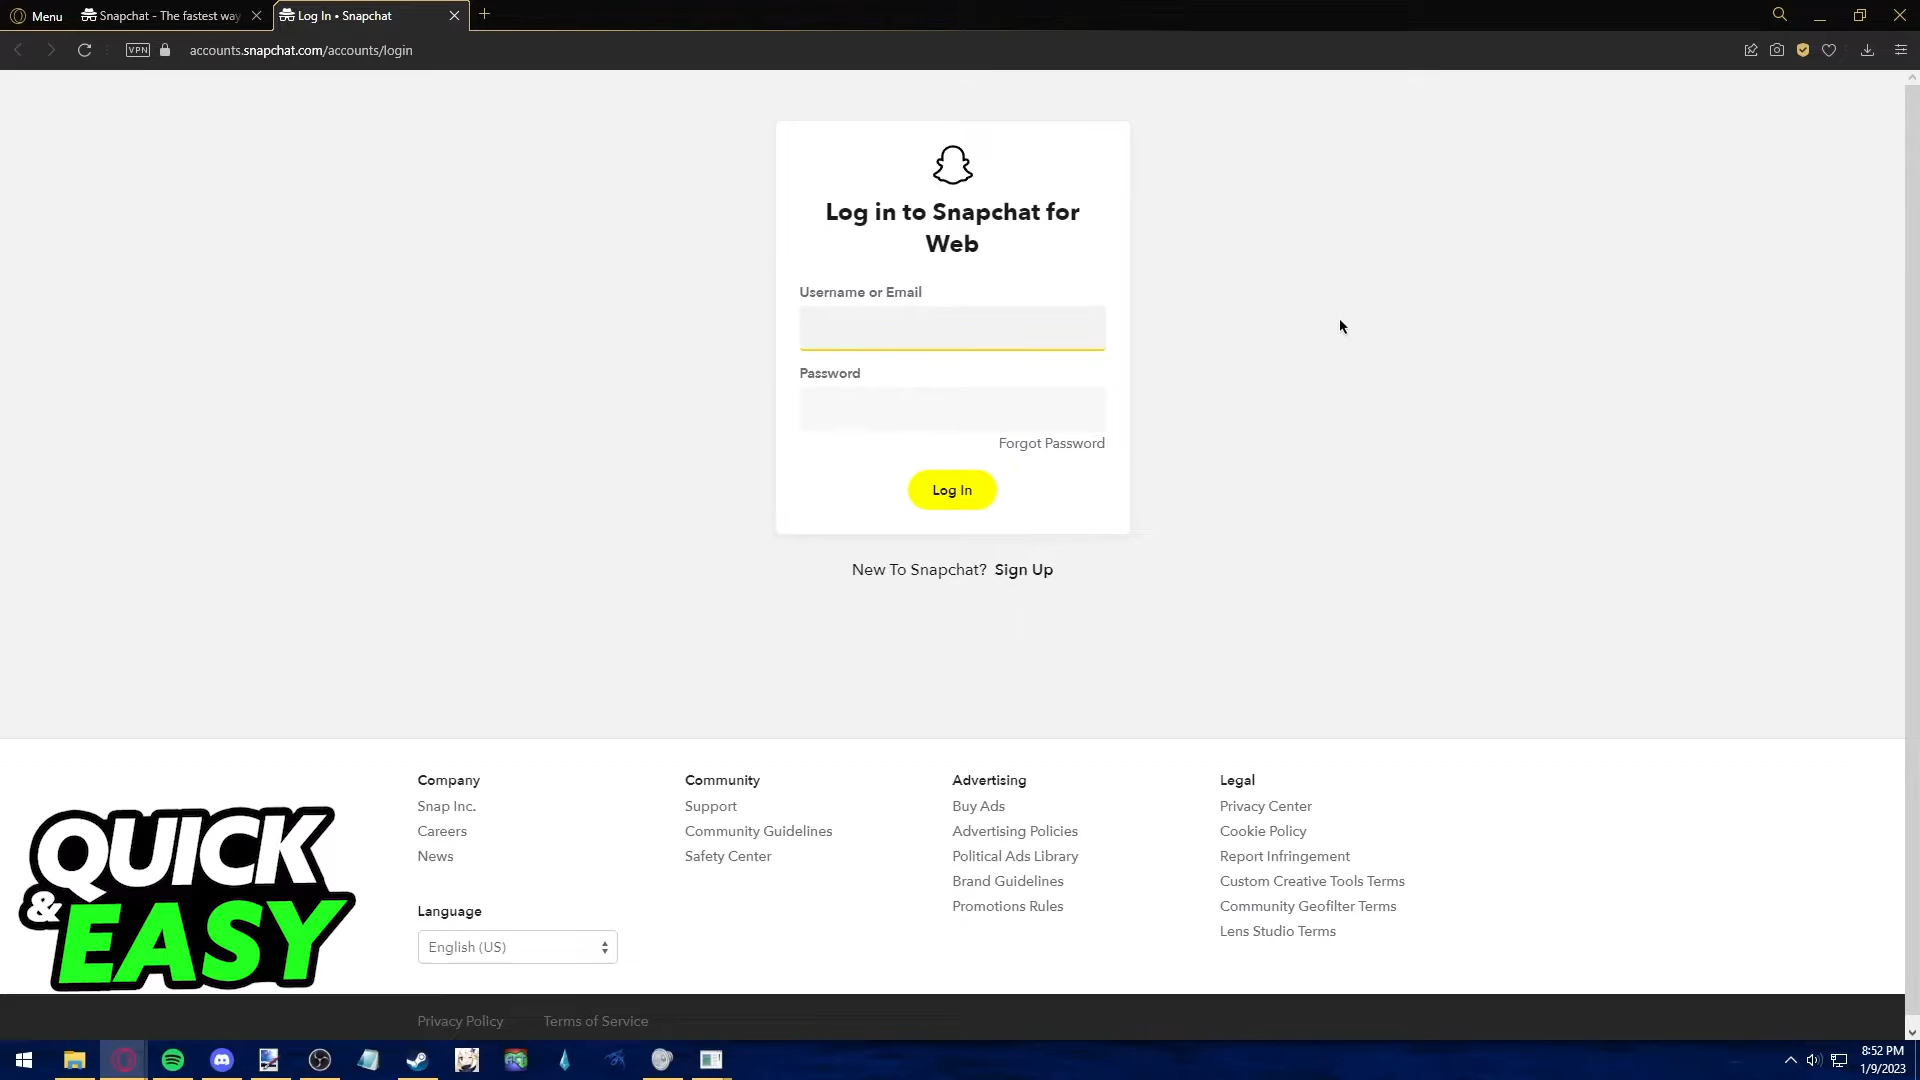 Menu
Snapchat - The fastest way
Log In • Snapchat
VPN
accounts.snapchat.com/accounts/login
Log in to Snapchat for
Web
Username or Email
Password
Forgot Password
Log In
New To Snapchat? Sign Up
Company
Snap Inc.
Careers
News
Community
Support
Community Guidelines
Safety Center
Advertising
Buy Ads
Advertising Policies
Political Ads Library
Brand Guidelines
Promotions Rules
Legal
Privacy Center
Cookie Policy
Report Infringement
Custom Creative Tools Terms
Community Geofilter Terms
Lens Studio Terms
Language
English (US)
QUICK
& EASY
Privacy Policy
Terms of Service
8:52 PM
1/9/2023